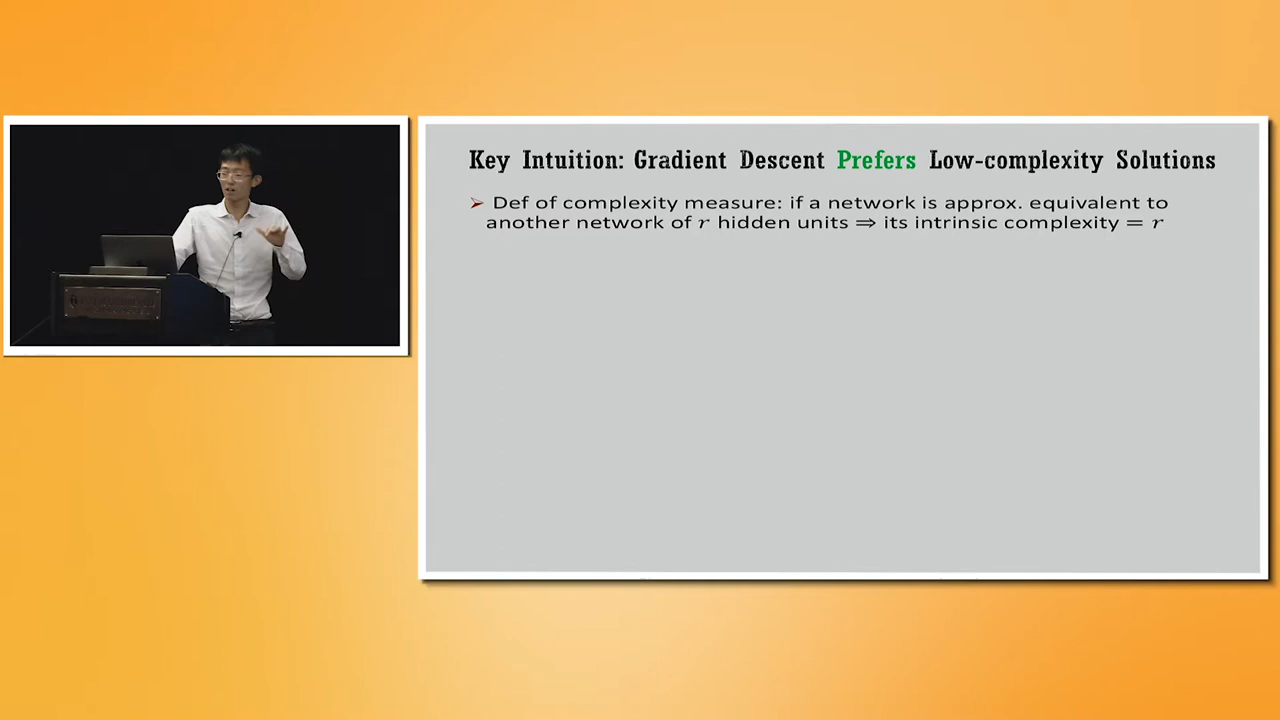 Key Intuition: Gradient Descent Prefers Low-complexity Solutions
➢ Def of complexity measure: if a network is approx. equivalent to
another network of r hidden units ⇒ its intrinsic complexity = r